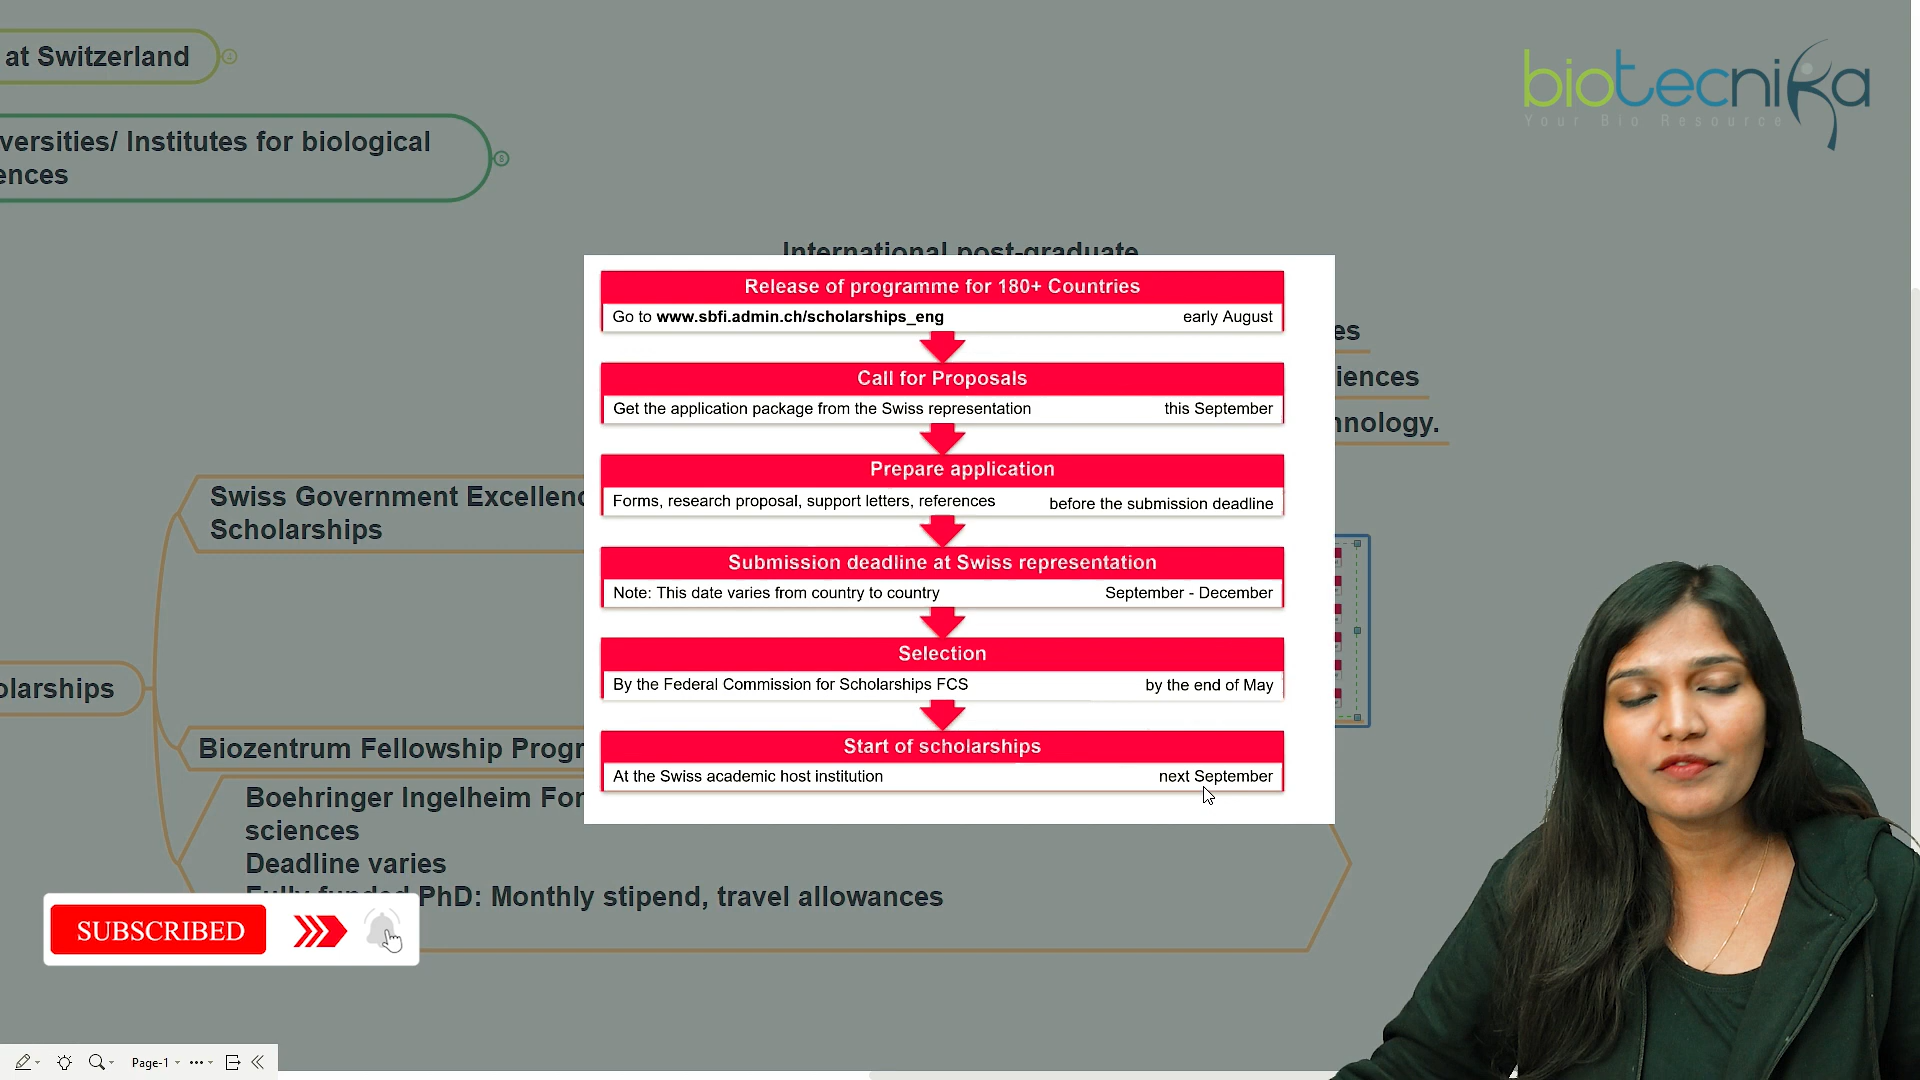 at Switzerland
biotecnika
Your Bio Resource
versities/ Institutes for biological
ences
International post-graduate
Release of programme for 180+ Countries
Go to www.sbfi.admin.ch/scholarships_eng early August
es
Call for Proposals
iences
Get the application package from the Swiss representation this September
hnology.
Prepare application
Forms, research proposal, support letters, references before the submission deadline
Swiss Government Excellenc
Scholarships
Submission deadline at Swiss representation
Note: This date varies from country to country September - December
Selection
By the Federal Commission for Scholarships FCS by the end of May
olarships
Start of scholarships
At the Swiss academic host institution next September
Biozentrum Fellowship Progr
Boehringer Ingelheim For
sciences
Deadline varies
Fully funded PhD: Monthly stipend, travel allowances
SUBSCRIBED
Page-1